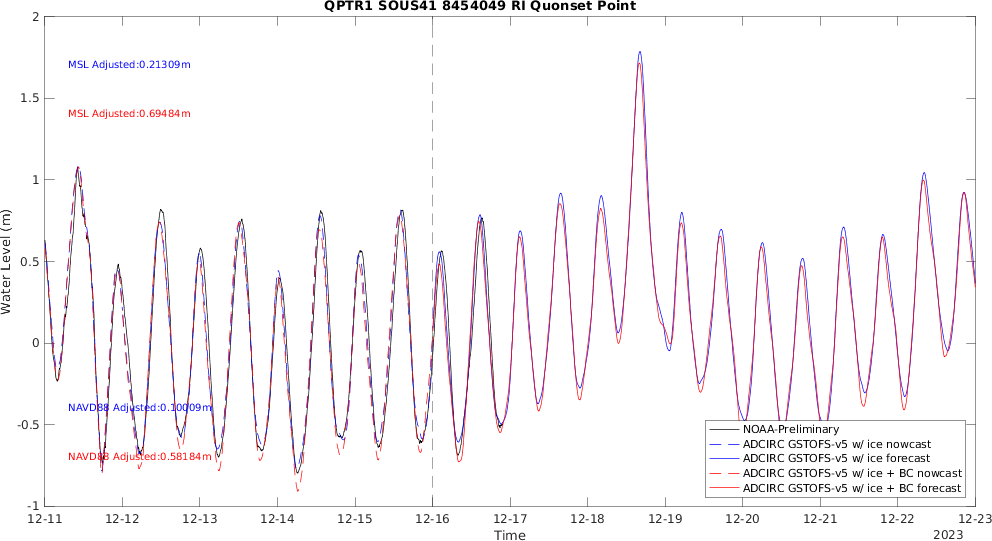 QPTR1 SOUS41 8454049 RI Quonset Point
2
1.5
1
0.5
0
-0.5
-1
Water Level (m)
MSL Adjusted:0.21309m
MSL Adjusted:0.69484m
NAVD88 Adjusted:0.10009m
NAVD88 Adjusted:0.58184m
NOAA-Preliminary
ADCIRC GSTOFS-v5 w/ ice nowcast
ADCIRC GSTOFS-v5 w/ ice forecast
ADCIRC GSTOFS-v5 w/ ice + BC nowcast
ADCIRC GSTOFS-v5 w/ ice + BC forecast
12-11 12-12 12-13 12-14 12-15 12-16 12-17 12-18 12-19 12-20 12-21 12-22 12-23
Time
2023